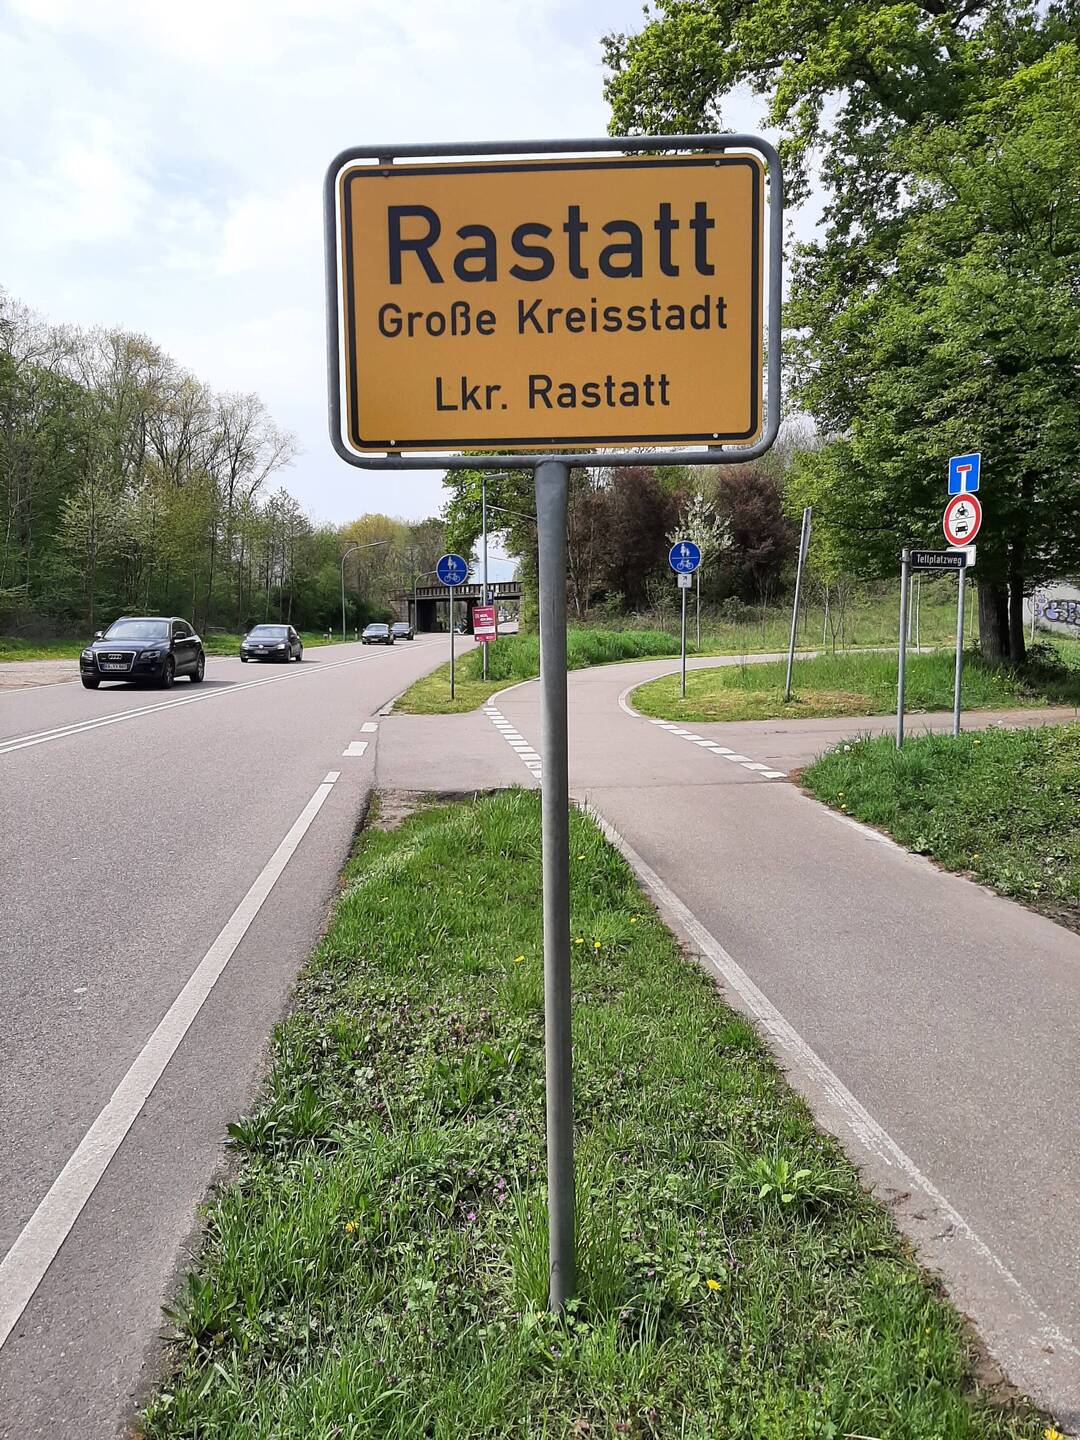 Rastatt
Große Kreisstadt
Lkr. Rastatt
Tellplatzweg